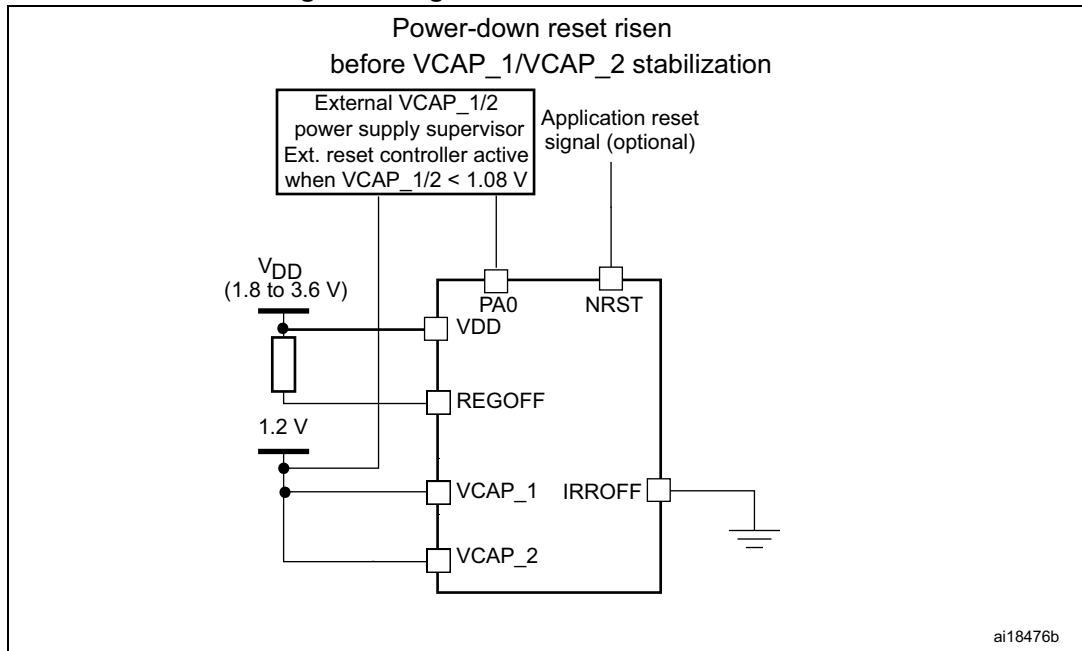 Power-down reset risen
before VCAP_1/VCAP_2 stabilization
External VCAP_1/2
power supply supervisor
Ext. reset controller active
when VCAP_1/2 < 1.08 V
Application reset
signal (optional)
VDD
(1.8 to 3.6 V)
PA0
NRST
VDD
REGOFF
1.2 V
VCAP_1
IRROFF
VCAP_2
ai18476b